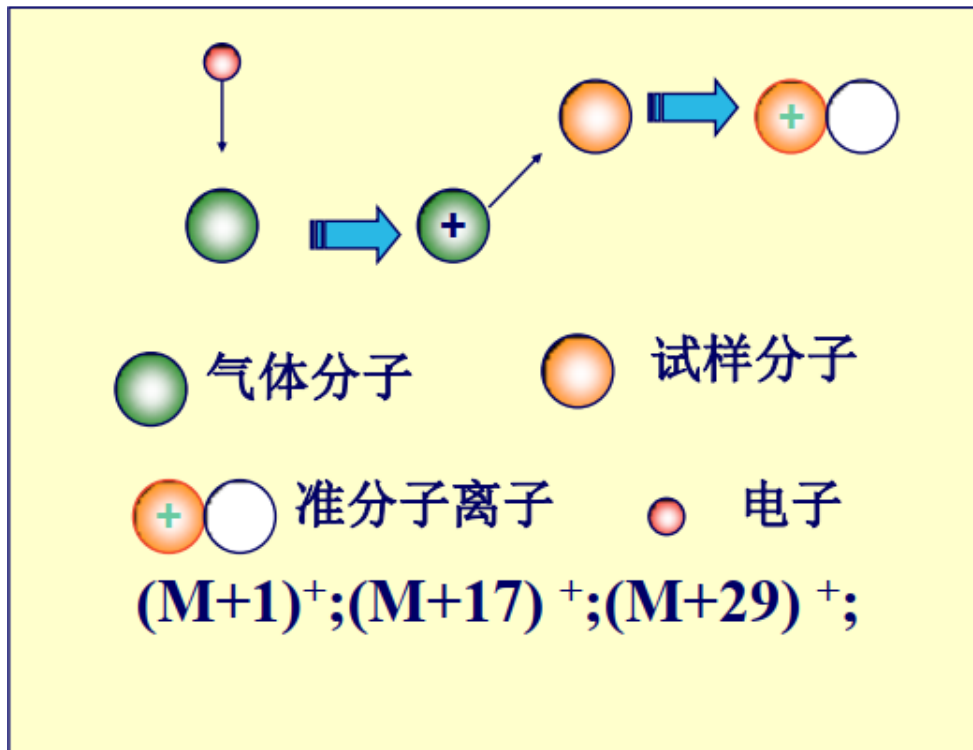 +
+
气体分子
试样分子
+
准分子离子
电子
(M+1)⁺;(M+17) ⁺;(M+29) ⁺;